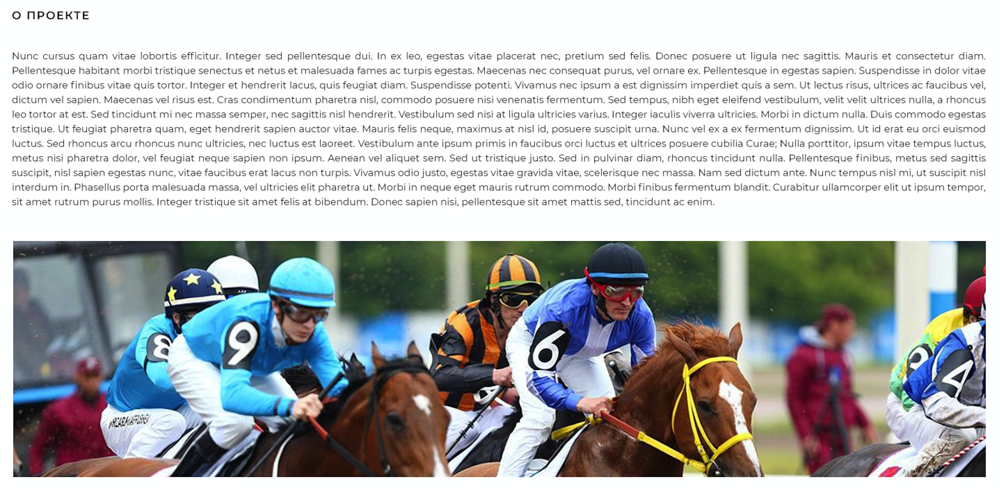 О ПРОЕКТЕ
Nunc cursus quam vitae lobortis efficitur. Integer sed pellentesque dui. In ex leo, egestas vitae placerat nec, pretium sed felis. Donec posuere ut ligula nec sagittis. Mauris et consectetur diam.
Pellentesque habitant morbi tristique senectus et netus et malesuada fames ac turpis egestas. Maecenas nec consequat purus, vel ornare ex. Pellentesque in egestas sapien. Suspendisse in dolor vitae
odio ornare finibus vitae quis tortor. Integer et hendrerit lacus, quis feugiat diam. Suspendisse potenti. Vivamus nec ipsum a est dignissim imperdiet quis a sem. Ut lectus risus, ultrices ac faucibus vel,
dictum vel sapien. Maecenas vel risus est. Cras condimentum pharetra nisl, commodo posuere nisi venenatis fermentum. Sed tempus, nibh eget eleifend vestibulum, velit velit ultrices nulla, a rhoncus
leo tortor at est. Sed tincidunt mi nec massa semper, nec sagittis nisl hendrerit. Vestibulum sed nisi at ligula ultricies varius. Integer iaculis viverra ultricies. Morbi in dictum nulla. Duis commodo egestas
tristique. Ut feugiat pharetra quam, eget hendrerit sapien auctor vitae. Mauris felis neque, maximus at nisl id, posuere suscipit urna. Nunc vel ex a ex fermentum dignissim. Ut id erat eu orci euismod
luctus. Sed rhoncus arcu rhoncus nunc ultricies, nec luctus est laoreet. Vestibulum ante ipsum primis in faucibus orci luctus et ultrices posuere cubilia Curae; Nulla porttitor, ipsum vitae tempus luctus,
metus nisi pharetra dolor, vel feugiat neque sapien non ipsum. Aenean vel aliquet sem. Sed ut tristique justo. Sed in pulvinar diam, rhoncus tincidunt nulla. Pellentesque finibus, metus sed sagittis
suscipit, nisl sapien egestas nunc, vitae faucibus erat lacus non turpis. Vivamus odio justo, egestas vitae gravida vitae, scelerisque nec massa. Nam sed dictum ante. Nunc tempus nisl mi, ut suscipit nisl
interdum in. Phasellus porta malesuada massa, vel ultricies elit pharetra ut. Morbi in neque eget mauris rutrum commodo. Morbi finibus fermentum blandit. Curabitur ullamcorper elit ut ipsum tempor,
sit amet rutrum purus mollis. Integer tristique sit amet felis at bibendum. Donec sapien nisi, pellentesque sit amet mattis sed, tincidunt ac enim.
8
9
6
4